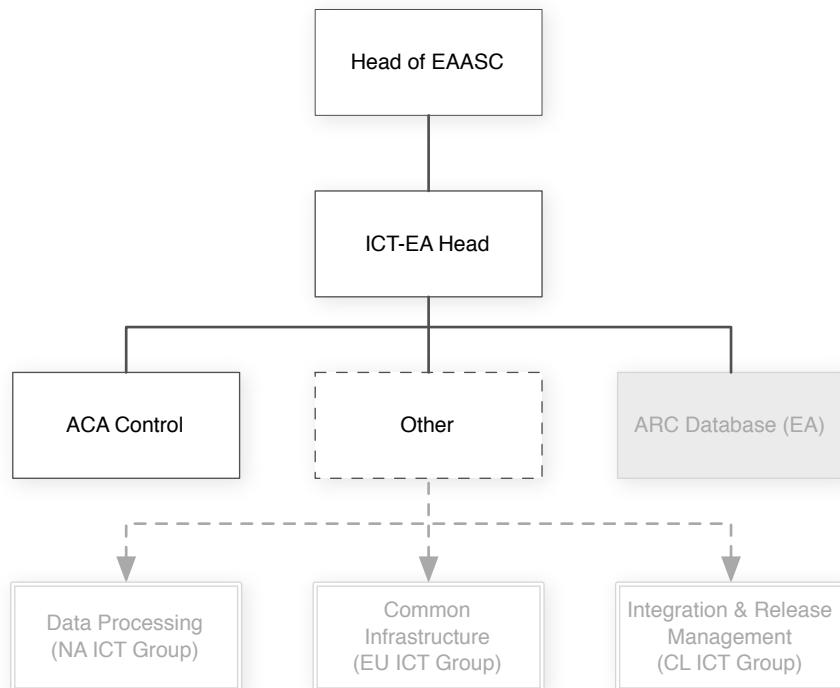 Head of EAASC
ICT-EA Head
ACA Control
Other
ARC Database (EA)
Data Processing
(NA ICT Group)
Common
Infrastructure
(EU ICT Group)
Integration & Release
Management
(CL ICT Group)